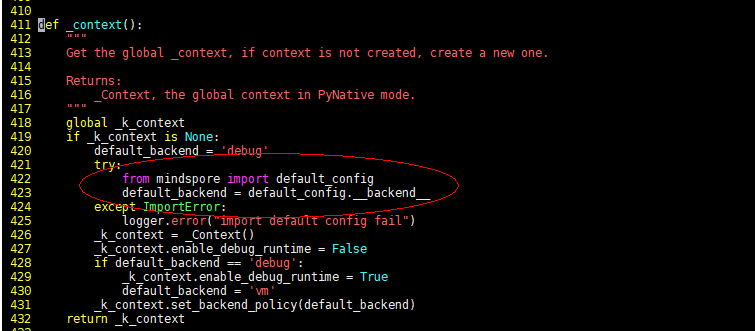 410
411 def _context():
412     """
413     Get the global _context, if context is not created, create a new one.
414
415     Returns:
416         _Context, the global context in PyNative mode.
417     """
418     global _k_context
419     if _k_context is None:
420         default_backend = 'debug'
421         try:
422             from mindspore import default_config
423             default_backend = default_config.__backend__
424         except ImportError:
425             logger.error("import default config fail")
426         _k_context = _Context()
427         _k_context.enable_debug_runtime = False
428         if default_backend == 'debug':
429             _k_context.enable_debug_runtime = True
430             default_backend = 'vm'
431         _k_context.set_backend_policy(default_backend)
432     return _k_context